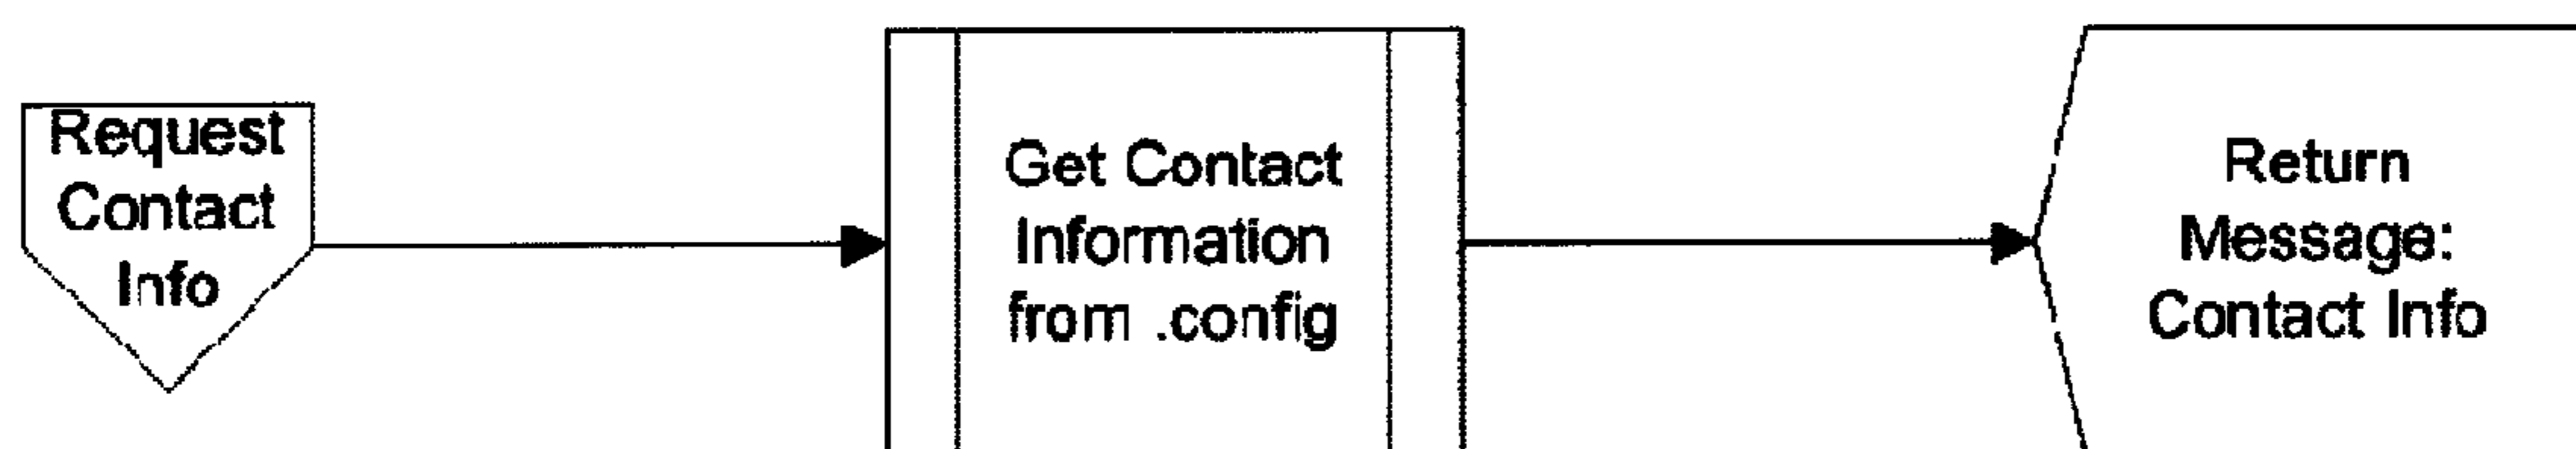 Request
Contact
Info
Get Contact
Information
from .config
Return
Message:
Contact Info